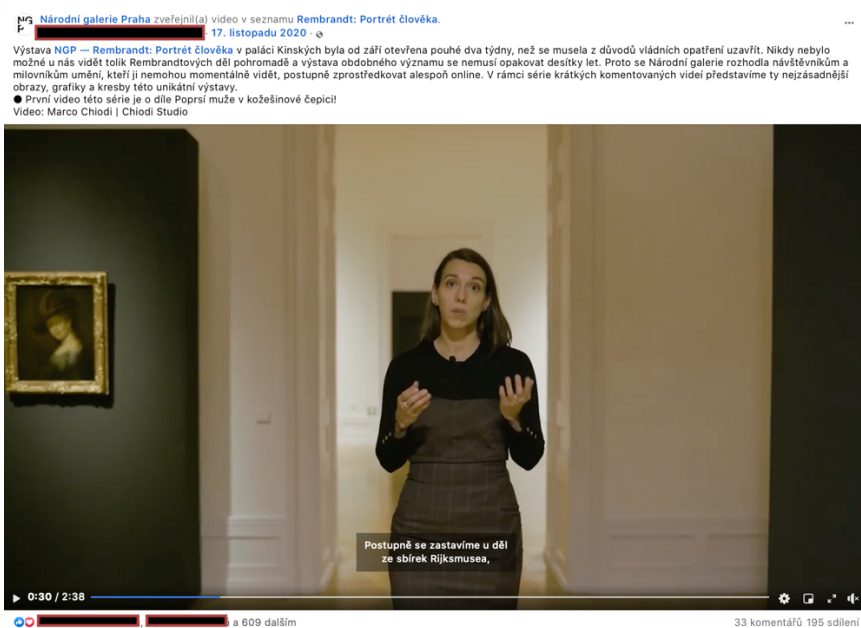 NG
P
Národní galerie Praha zveřejnil(a) video v seznamu Rembrandt: Portrét člověka.
· 17. listopadu 2020 ·
Výstava NGP — Rembrandt: Portrét člověka v paláci Kinských byla od září otevřena pouhé dva týdny, než se musela z důvodů vládních opatření uzavřít. Nikdy nebylo
možné u nás vidět tolik Rembrandtových děl pohromadě a výstava obdobného významu se nemusí opakovat desítky let. Proto se Národní galerie rozhodla návštěvníkům a
milovníkům umění, kteří ji nemohou momentálně vidět, postupně zprostředkovat alespoň online. V rámci série krátkých komentovaných videí představíme ty nejzásadnější
obrazy, grafiky a kresby této unikátní výstavy.
● První video této série je o díle Poprsí muže v kožešinové čepici!
Video: Marco Chiodi | Chiodi Studio
Postupně se zastavíme u děl
ze sbírek Rijksmusea,
0:30 / 2:38
, a 609 dalším
33 komentářů 195 sdílení